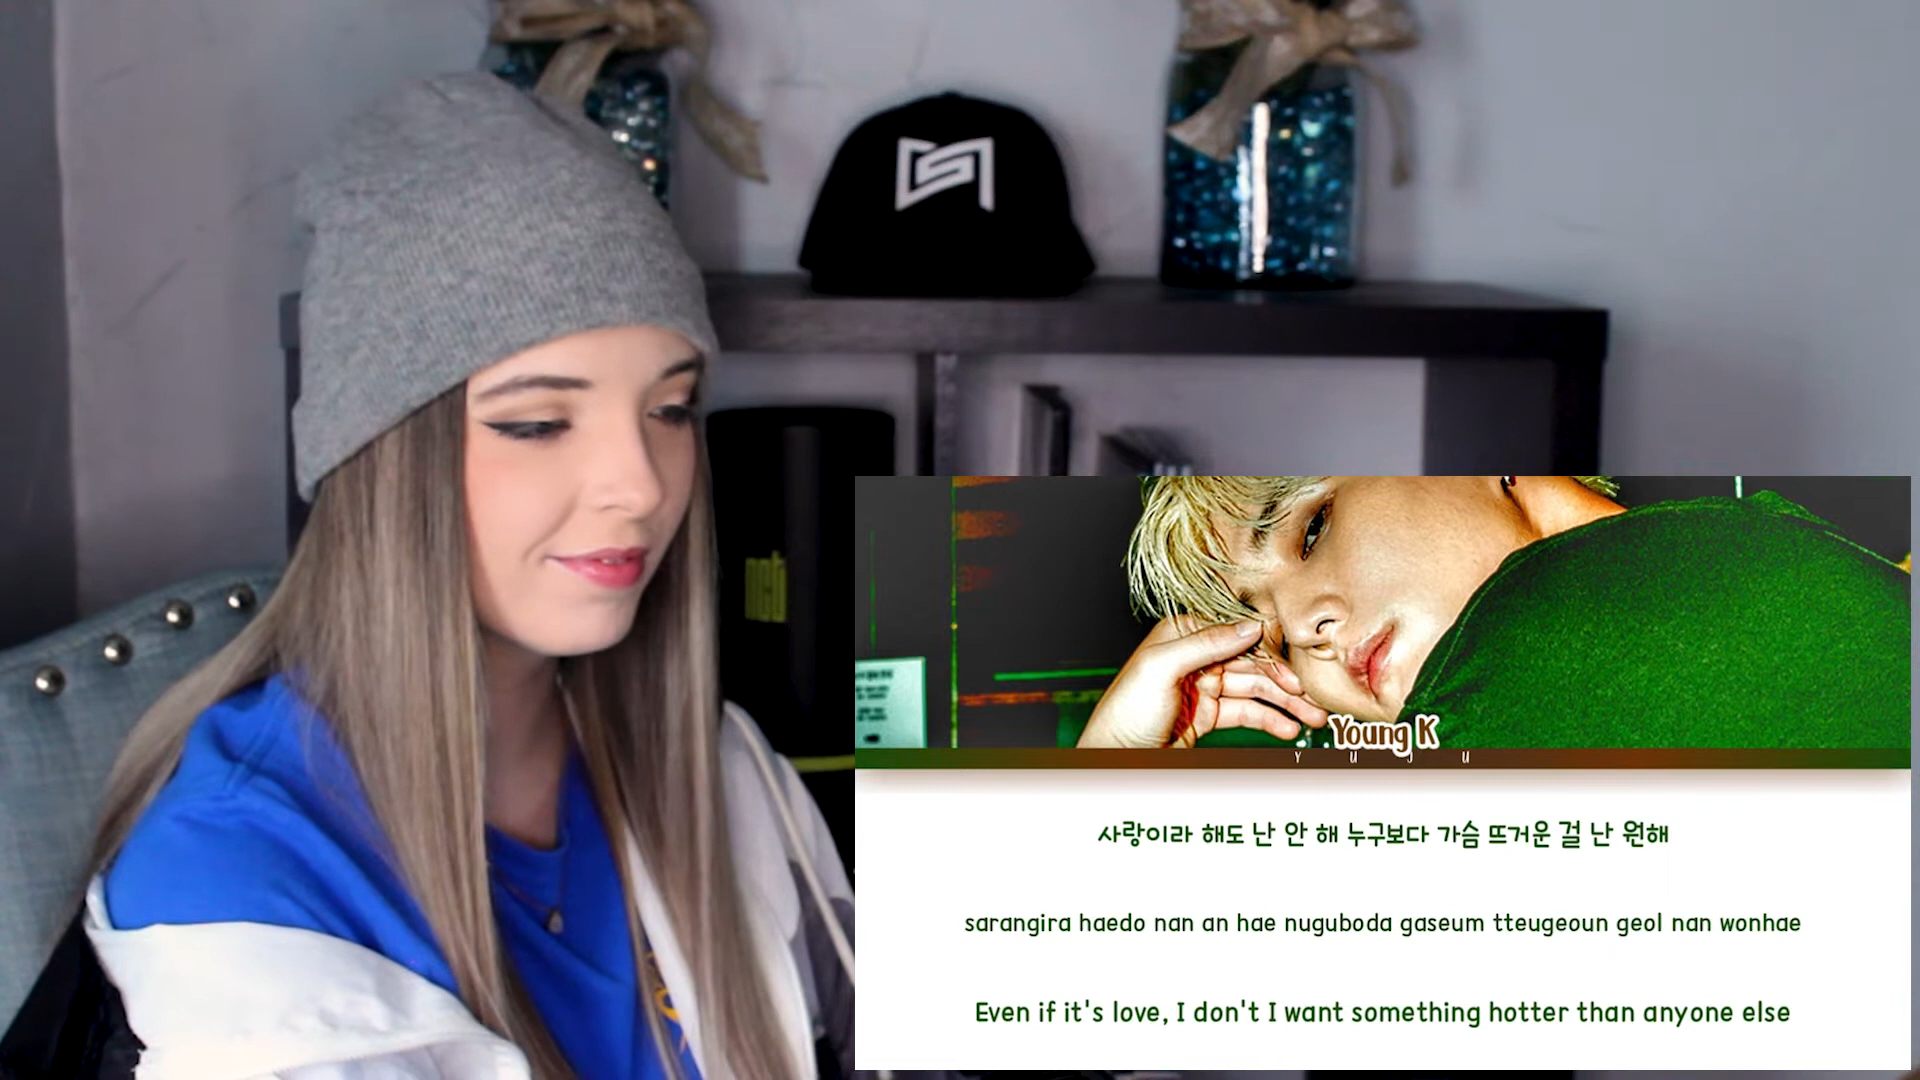 Young K
Y U J U
사랑이라 해도 난 안 해 누구보다 가슴 뜨거운 걸 난 원해
sarangira haedo nan an hae nuguboda gaseum tteugeoun geol nan wonhae
Even if it's love, I don't I want something hotter than anyone else